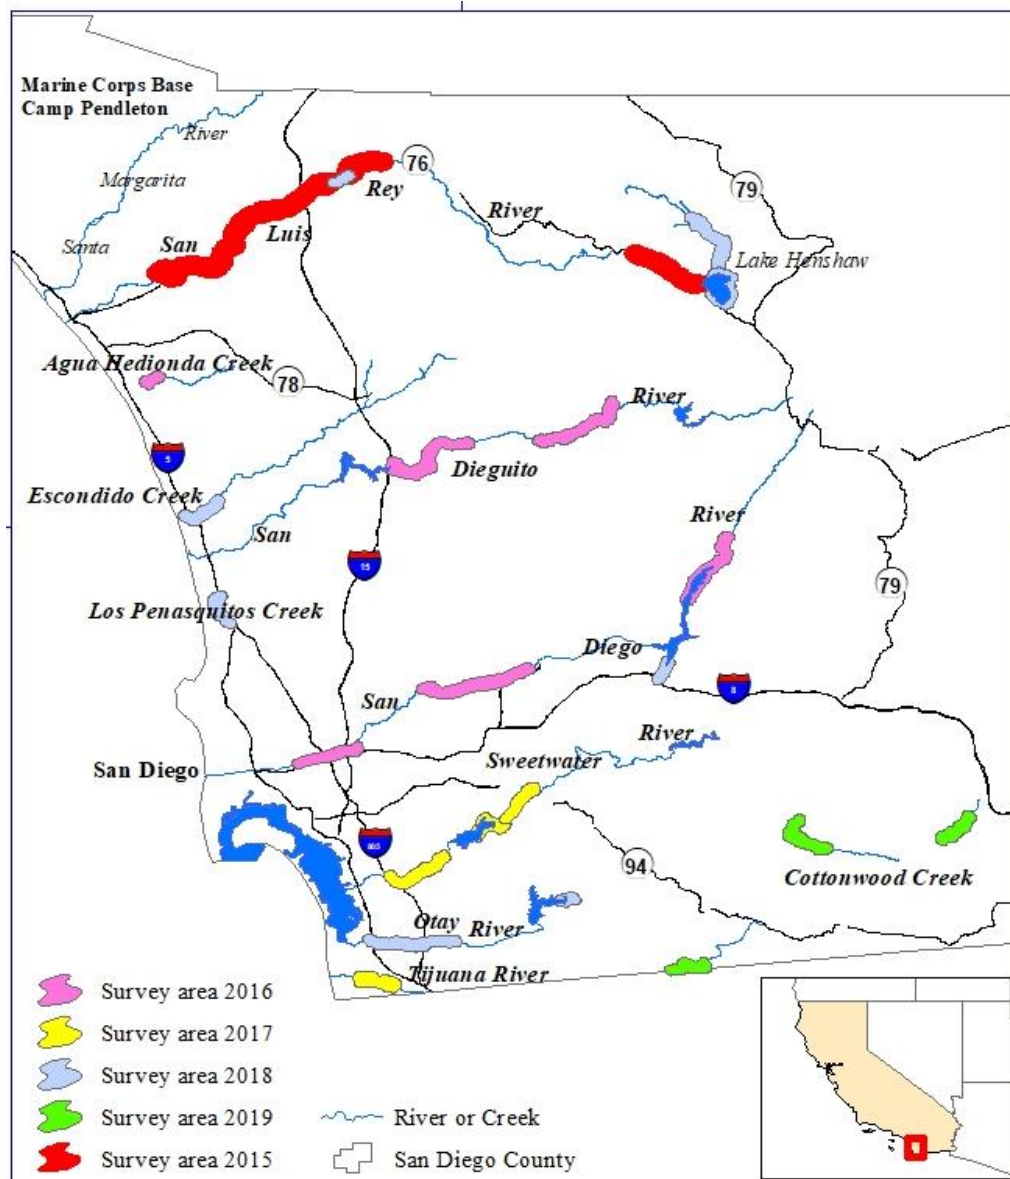 Marine Corps Base
Camp Pendleton
River
Margarita
Santa
San
Luis
Rey
76
River
79
Lake Henshaw
Agua Hedionda Creek
78
River
5
Dieguito
Escondido Creek
San
River
15
79
Los Penasquitos Creek
Diego
8
San
River
Sweetwater
San Diego
805
94
Cottonwood Creek
Otay
River
Tijuana River
Survey area 2016
Survey area 2017
Survey area 2018
Survey area 2019
Survey area 2015
River or Creek
San Diego County